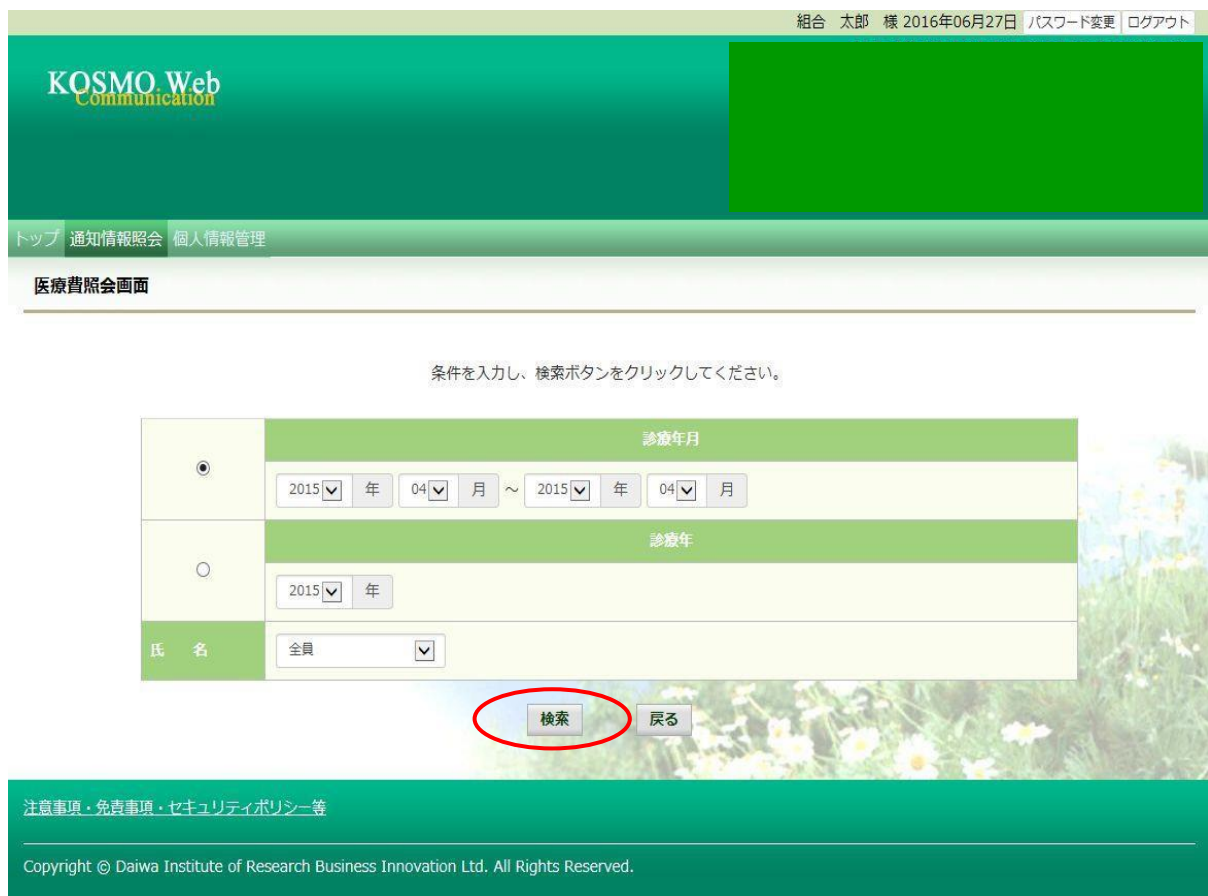 組合 太郎 様 2016年06月27日 パスワード変更 ログアウト
KOSMO Web
Communication
トップ 通知情報照会 個人情報管理
医療費照会画面
条件を入力し、検索ボタンをクリックしてください。
診療年月
2015 年 04 月 ～ 2015 年 04 月
診療年
2015 年
氏 名 全員
検索 戻る
注意事項・免責事項・セキュリティポリシー等
Copyright © Daiwa Institute of Research Business Innovation Ltd. All Rights Reserved.